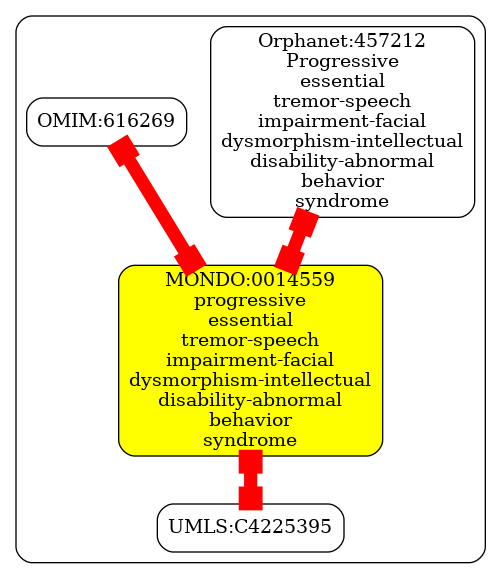 Orphanet:457212
Progressive
essential
tremor-speech
impairment-facial
dysmorphism-intellectual
disability-abnormal
behavior
syndrome
OMIM:616269
MONDO:0014559
progressive
essential
tremor-speech
impairment-facial
dysmorphism-intellectual
disability-abnormal
behavior
syndrome
UMLS:C4225395